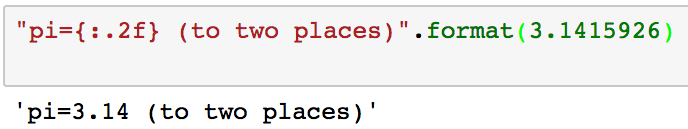 "pi={:.2f} (to two places)".format(3.1415926)
'pi=3.14 (to two places)'